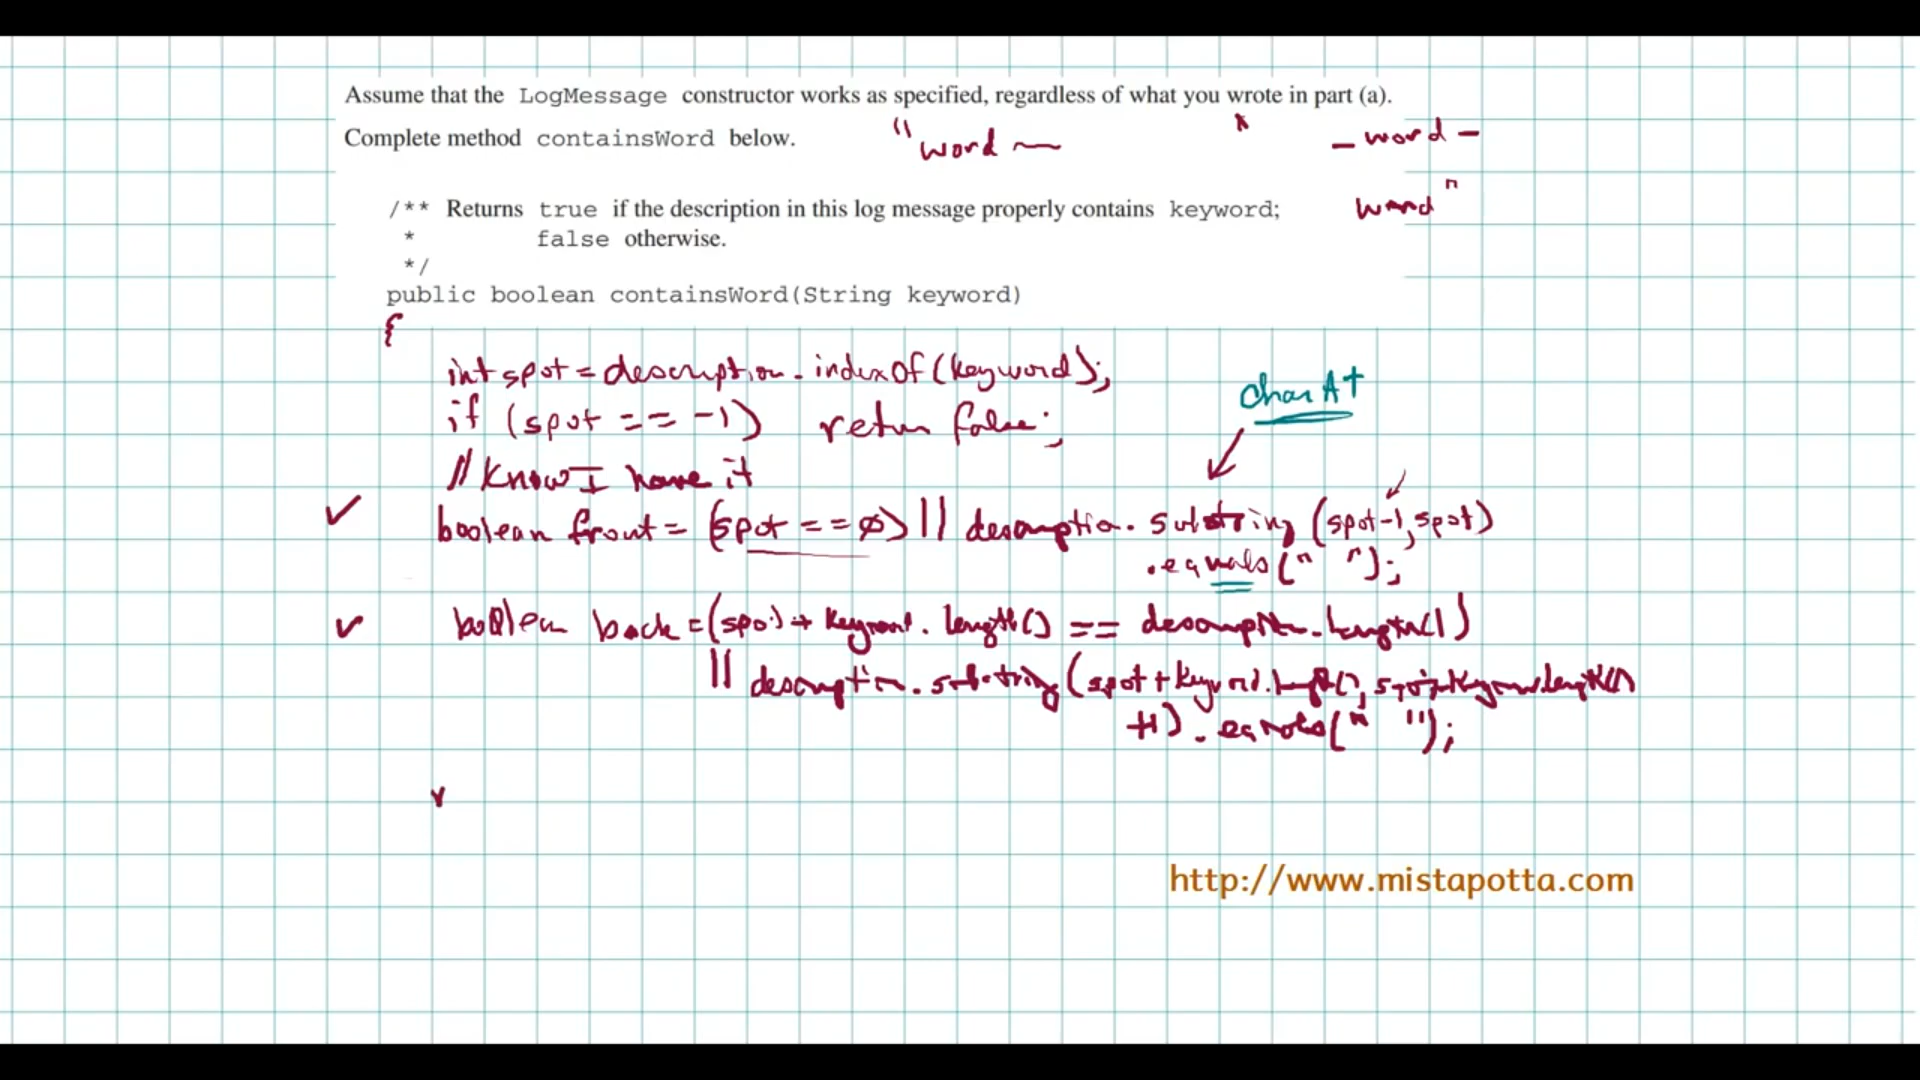 Assume that the LogMessage constructor works as specified, regardless of what you wrote in part (a).
Complete method containsWord below.
" word
- word -
word "
/** Returns true if the description in this log message properly contains keyword;
* false otherwise.
*/
public boolean containsWord(String keyword)
{
int spot = description.indexOf(keyword);
if (spot == -1) return false;
charAt
// Know I have it
boolean front = (spot == 0) || description.substring (spot-1, spot)
.equals(" ");
boolean back = (spot + keyword.length() == description.length())
|| description.substring(spot + keyword.length(), spot+keyword.length()
+1).equals(" ");
r
http://www.mistapotta.com